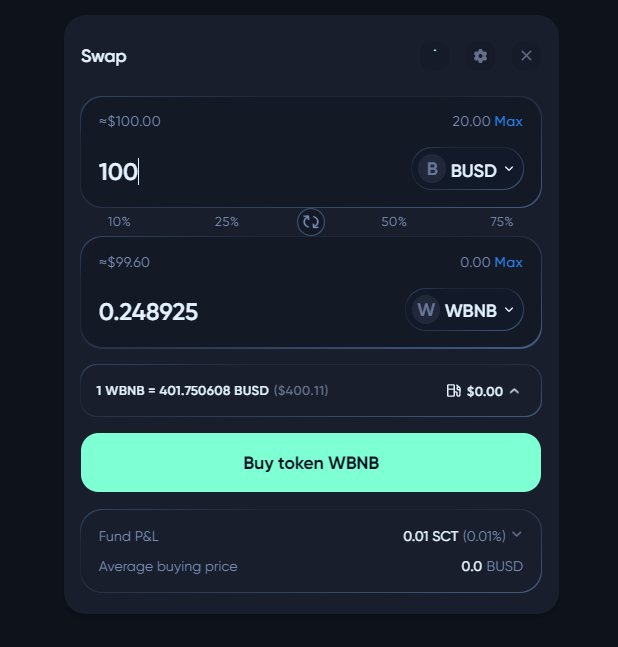 Swap
≈$100.00 20.00 Max
100 B BUSD
10% 25% 50% 75%
≈$99.60 0.00 Max
0.248925 W WBNB
1 WBNB = 401.750608 BUSD ($400.11) $0.00
Buy token WBNB
Fund P&L 0.01 SCT (0.01%)
Average buying price 0.0 BUSD